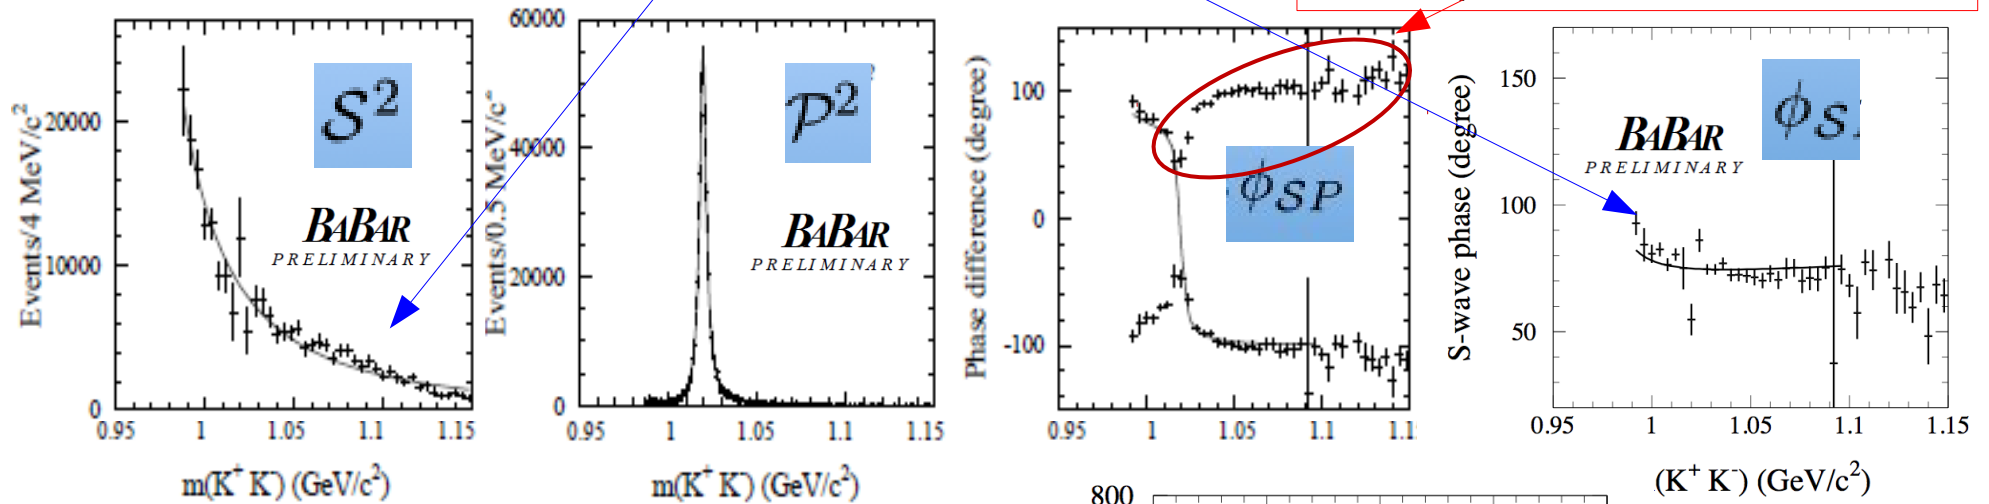 Events/4 MeV/c²
20000
10000
0
S²
BABAR
PRELIMINARY
0.95 1 1.05 1.1 1.15
m(K⁺ K⁻) (GeV/c²)
Events/0.5 MeV/c²
60000
40000
20000
0
P²
BABAR
PRELIMINARY
0.95 1 1.05 1.1 1.15
m(K⁺ K⁻) (GeV/c²)
Phase difference (degree)
100
0
-100
ϕSP
0.95 1 1.05 1.1 1.1
800
S-wave phase (degree)
150
100
50
BABAR
PRELIMINARY
ϕS
0.95 1 1.05 1.1 1.15
(K⁺ K⁻) (GeV/c²)